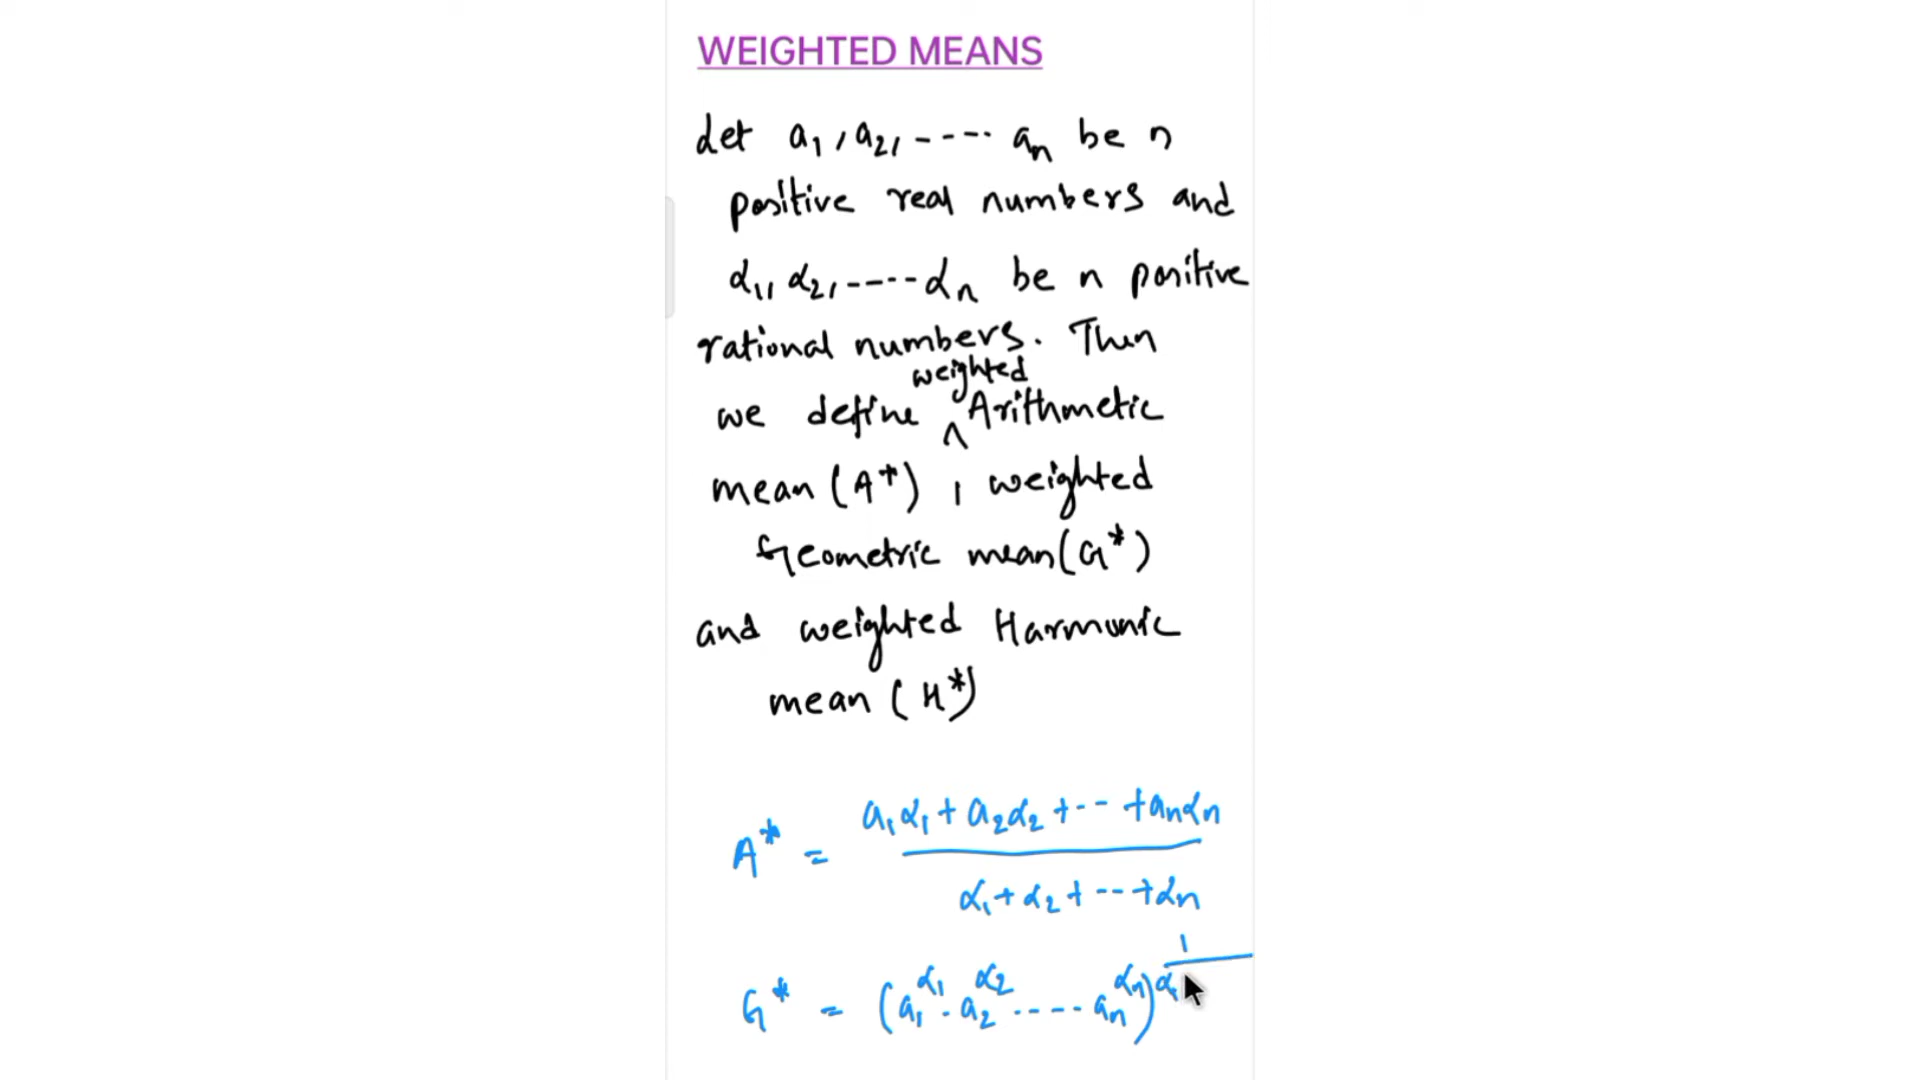 WEIGHTED MEANS
Let a₁, a₂, ----- aₙ be n
positive real numbers and
α₁, α₂, ----- αₙ be n positive
rational numbers. Then
weighted
we define ^ Arithmetic
mean (A*), weighted
Geometric mean (G*)
and weighted Harmonic
mean (H*)
a₁α₁ + a₂α₂ + -- + aₙαₙ
A* =
α₁ + α₂ + -- + αₙ
G* = (a₁^α₁ . a₂^α₂ ..---- aₙ^αₙ)^1/α₁